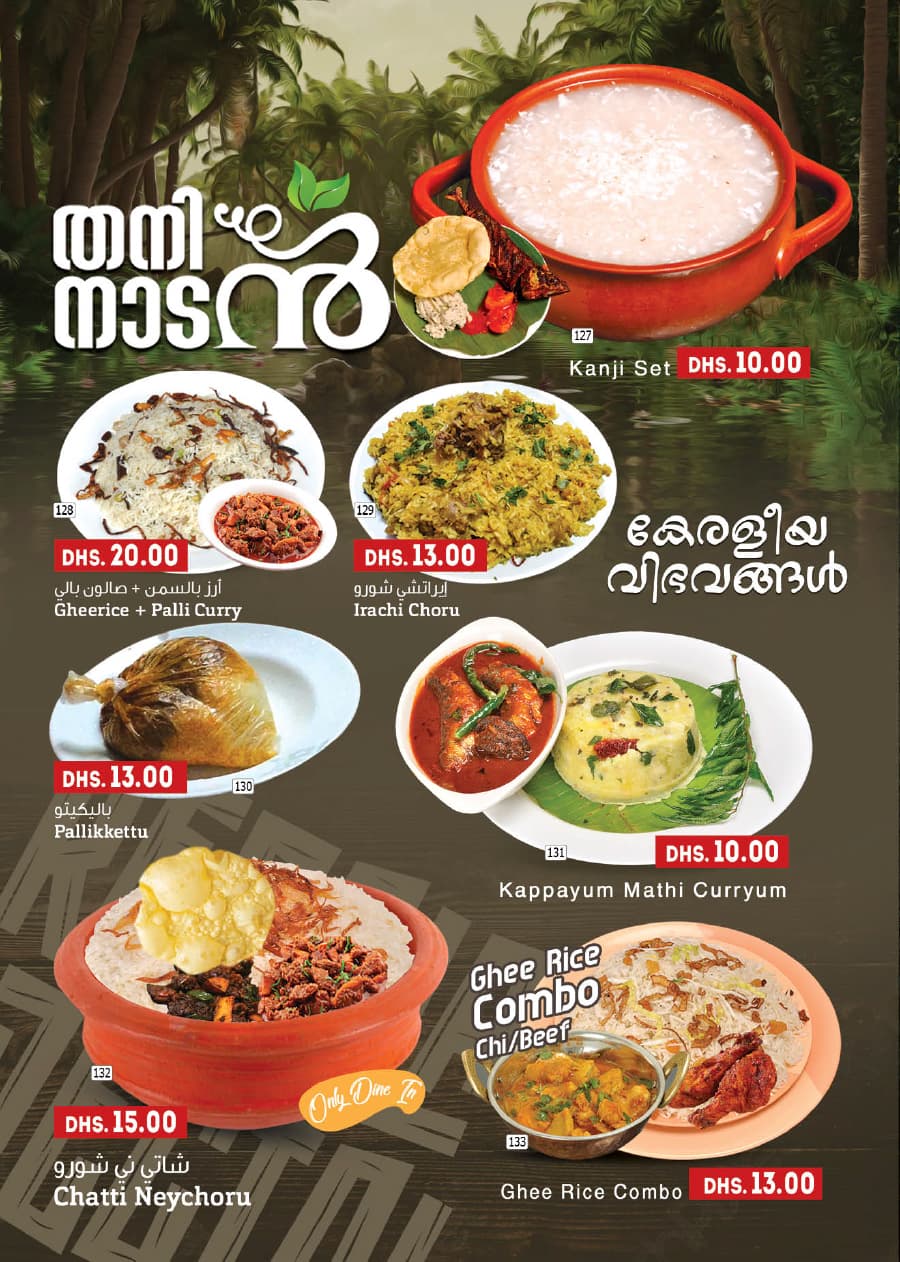 തനി
നാടൻ
127
Kanji Set DHS. 10.00
128
DHS. 20.00
أرز بالسمن + صالون بالي
Gheerice + Palli Curry
129
DHS. 13.00
إيراتشي شورو
Irachi Choru
കേരളീയ
വിഭവങ്ങൾ
DHS. 13.00
130
باليكيتو
Pallikkettu
131
DHS. 10.00
Kappayum Mathi Curryum
132
Only Dine In
DHS. 15.00
شاتي ني شورو
Chatti Neychoru
Ghee Rice
Combo
Chi/Beef
133
Ghee Rice Combo DHS. 13.00